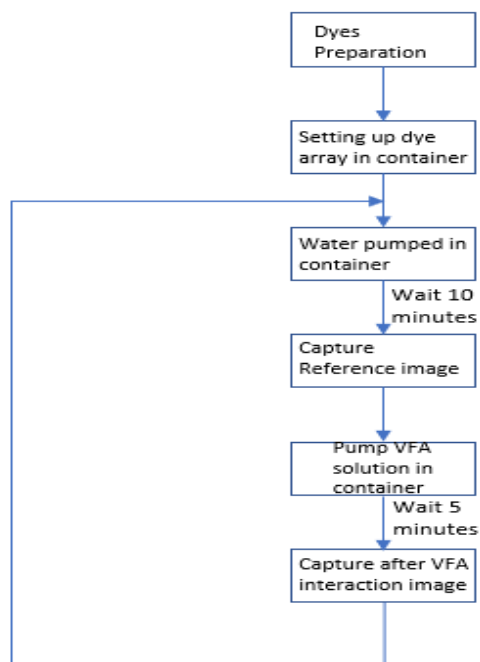 Dyes
Preparation
Setting up dye
array in container
Water pumped in
container
Wait 10
minutes
Capture
Reference image
Pump VFA
solution in
container
Wait 5
minutes
Capture after VFA
interaction image